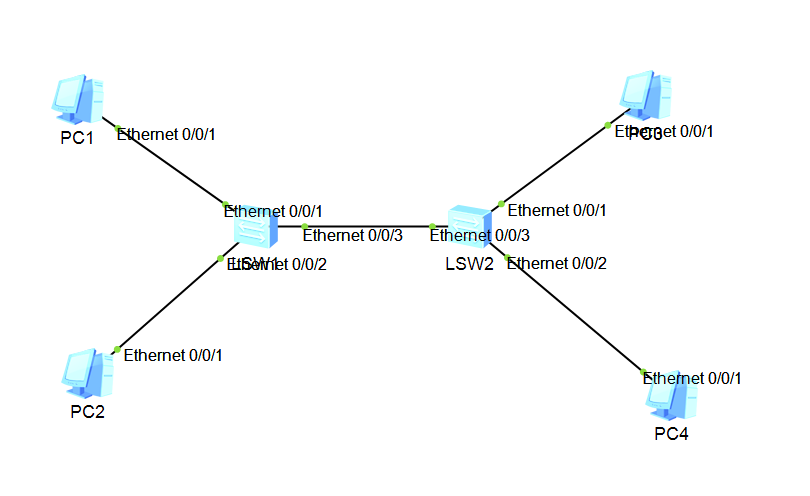 PC1
Ethernet 0/0/1
Ethernet 0/0/1
PC3
Ethernet 0/0/1
Ethernet 0/0/1
Ethernet 0/0/3
Ethernet 0/0/3
LSW1
Ethernet 0/0/2
LSW2
Ethernet 0/0/2
Ethernet 0/0/1
PC2
Ethernet 0/0/1
PC4